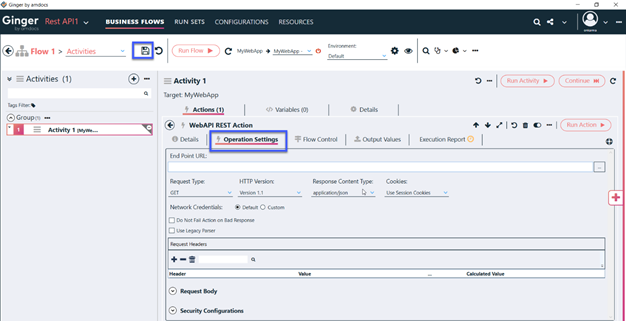 Ginger by amdocs
Ginger by amdocs Rest API1 BUSINESS FLOWS RUN SETS CONFIGURATIONS RESOURCES
Flow 1 > Activities Run Flow MyWebApp MyWebApp Environment: Default
Activities (1)
Tags Filter:
Group (1)
1 Activity 1 [MyWe...
Activity 1 Run Activity Continue
Target: MyWebApp
Actions (1) Variables (0) Details
WebAPI REST Action Run Action
Details Operation Settings Flow Control Output Values Execution Report
End Point URL:
...
Request Type: HTTP Version: Response Content Type: Cookies:
GET Version 1.1 application/json Use Session Cookies
Network Credentials: Default Custom
Do Not Fail Action on Bad Response
Use Legacy Parser
Request Headers
Header Value ... Calculated Value
Request Body
Security Configurations